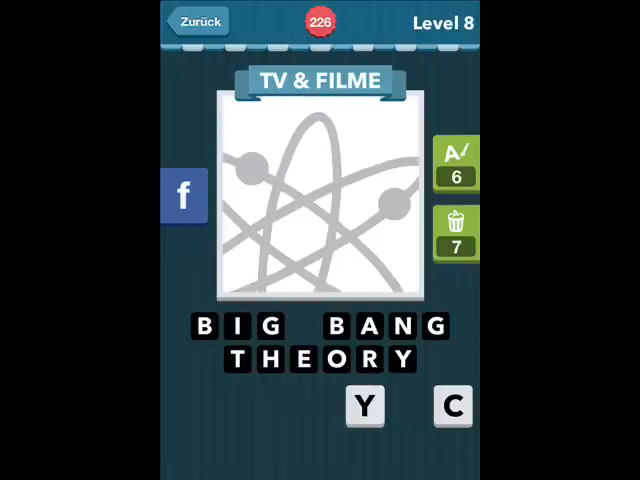 Zurück
226
Level 8
TV & FILME
A
6
f
7
BIG BANG
THEORY
Y C